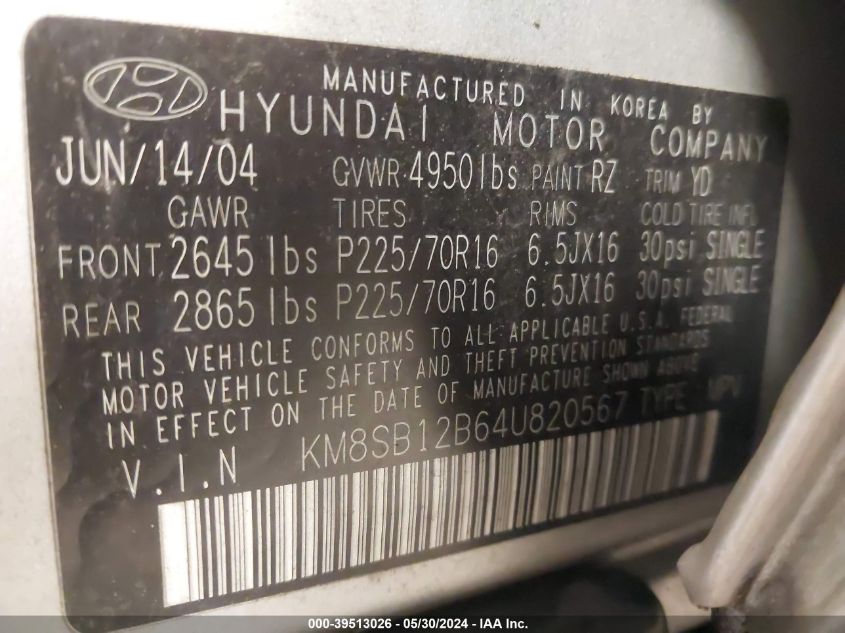 MANUFACTURED IN KOREA BY
HYUNDAI MOTOR COMPANY
JUN/14/04 GVWR 4950lbs PAINT RZ TRIM YD
GAWR TIRES RIMS COLD TIRE INFL
FRONT 2645lbs P225/70R16 6.5JX16 30psi SINGLE
REAR 2865lbs P225/70R16 6.5JX16 30psi SINGLE
THIS VEHICLE CONFORMS TO ALL APPLICABLE U.S.A. FEDERAL
MOTOR VEHICLE SAFETY AND THEFT PREVENTION STANDARDS
IN EFFECT ON THE DATE OF MANUFACTURE SHOWN ABOVE
V.I.N KM8SB12B64U820567 TYPE MPV
000-39513026 - 05/30/2024 - IAA Inc.